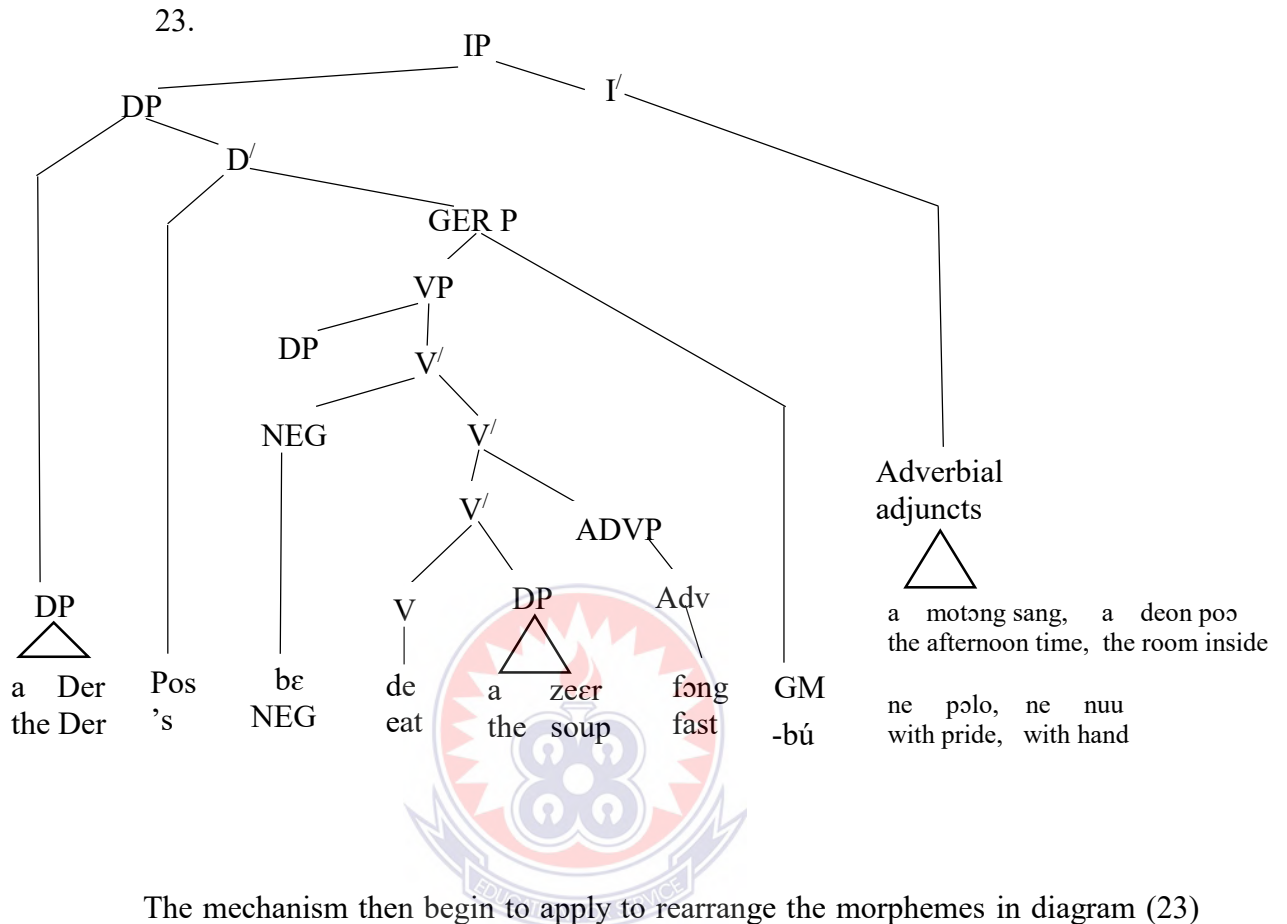 23.
IP
DP I/
D/
GER P
VP
DP
V/
NEG V/
Adverbial
adjuncts
V/ ADVP
DP V DP Adv
a motɔng sang, a deon poɔ
the afternoon time, the room inside
a Der Pos bɛ de a zeɛr fɔng GM
the Der 's NEG eat the soup fast -bú
ne pɔlo, ne nuu
with pride, with hand
EDUCAT SERVICE
The mechanism then begin to apply to rearrange the morphemes in diagram (23)